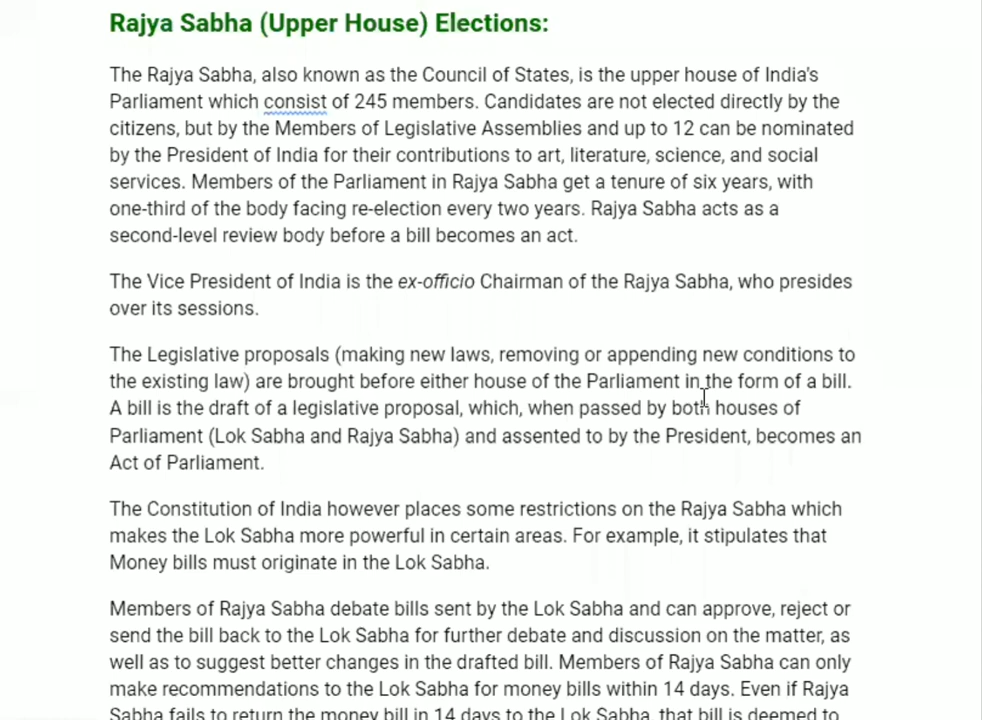 Rajya Sabha (Upper House) Elections:
The Rajya Sabha, also known as the Council of States, is the upper house of India's
Parliament which consist of 245 members. Candidates are not elected directly by the
citizens, but by the Members of Legislative Assemblies and up to 12 can be nominated
by the President of India for their contributions to art, literature, science, and social
services. Members of the Parliament in Rajya Sabha get a tenure of six years, with
one-third of the body facing re-election every two years. Rajya Sabha acts as a
second-level review body before a bill becomes an act.
The Vice President of India is the ex-officio Chairman of the Rajya Sabha, who presides
over its sessions.
The Legislative proposals (making new laws, removing or appending new conditions to
the existing law) are brought before either house of the Parliament in the form of a bill.
A bill is the draft of a legislative proposal, which, when passed by both houses of
Parliament (Lok Sabha and Rajya Sabha) and assented to by the President, becomes an
Act of Parliament.
The Constitution of India however places some restrictions on the Rajya Sabha which
makes the Lok Sabha more powerful in certain areas. For example, it stipulates that
Money bills must originate in the Lok Sabha.
Members of Rajya Sabha debate bills sent by the Lok Sabha and can approve, reject or
send the bill back to the Lok Sabha for further debate and discussion on the matter, as
well as to suggest better changes in the drafted bill. Members of Rajya Sabha can only
make recommendations to the Lok Sabha for money bills within 14 days. Even if Rajya
Sabha fails to return the money bill in 14 days to the Lok Sabha, that bill is deemed to